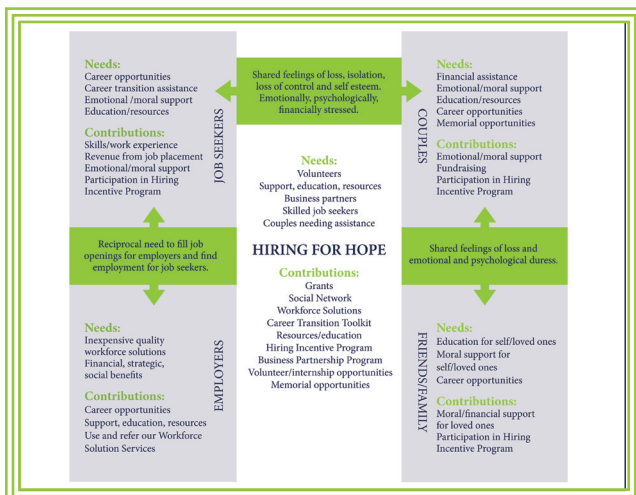 Needs:
Career opportunities
Career transition assistance
Emotional /moral support
Education/resources
Contributions:
Skills/work experience
Revenue from job placement
Emotional/moral support
Participation in Hiring
Incentive Program
JOB SEEKERS
Shared feelings of loss, isolation,
loss of control and self esteem.
Emotionally, psychologically,
financially stressed.
Needs:
Financial assistance
Emotional/moral support
Education/resources
Career opportunities
Memorial opportunities
Contributions:
Emotional/moral support
Fundraising
Participation in Hiring
Incentive Program
COUPLES
Reciprocal need to fill job
openings for employers and find
employment for job seekers.
Needs:
Volunteers
Support, education, resources
Business partners
Skilled job seekers
Couples needing assistance
HIRING FOR HOPE
Contributions:
Grants
Social Network
Workforce Solutions
Career Transition Toolkit
Resources/education
Hiring Incentive Program
Business Partnership Program
Volunteer/internship opportunities
Memorial opportunities
Shared feelings of loss and
emotional and psychological duress.
Needs:
Inexpensive quality
workforce solutions
Financial, strategic,
social benefits
Contributions:
Career opportunities
Support, education, resources
Use and refer our Workforce
Solution Services
EMPLOYERS
Needs:
Education for self/loved ones
Moral support for
self/loved ones
Career opportunities
Contributions:
Moral/financial support
for loved ones
Participation in Hiring
Incentive Program
FRIENDS/FAMILY